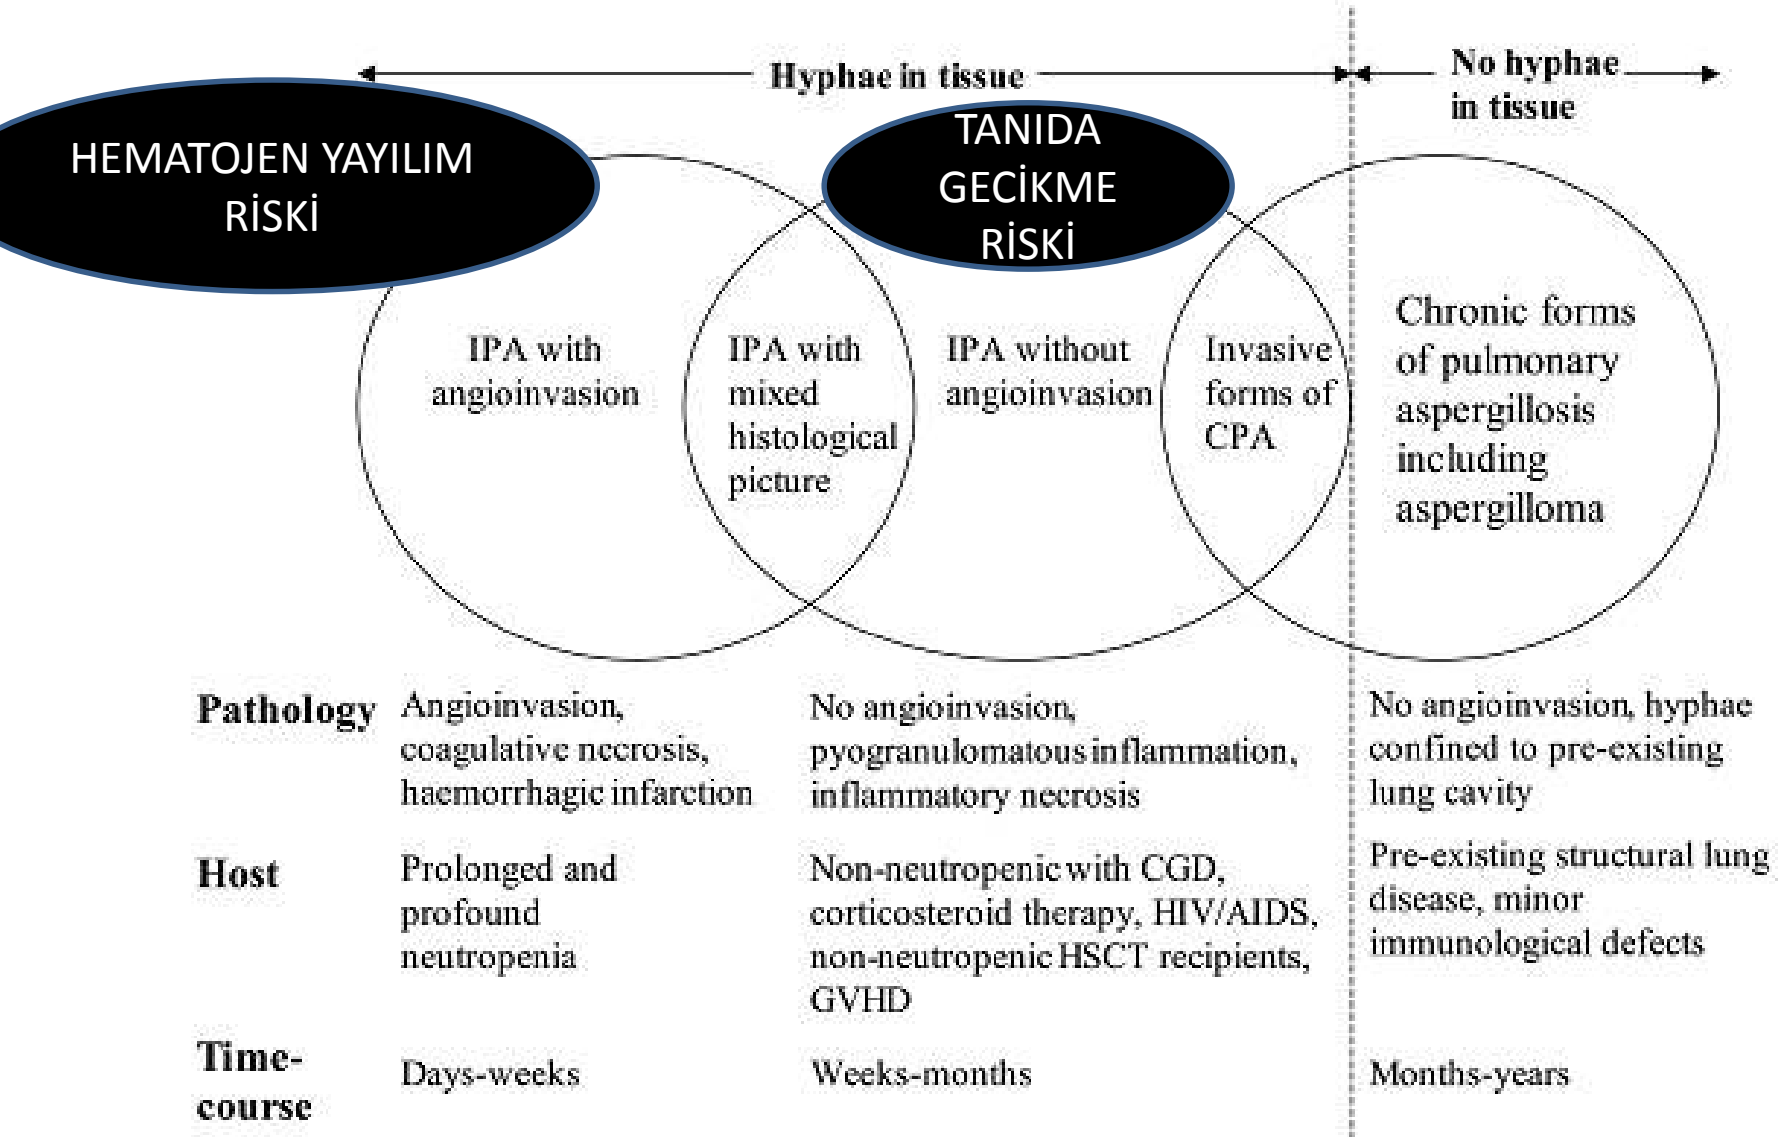 Hyphae in tissue
No hyphae
in tissue
HEMATOJEN YAYILIM
RİSKİ
TANIDA
GECİKME
RİSKİ
IPA with
angioinvasion
IPA with
mixed
histological
picture
IPA without
angioinvasion
Invasive
forms of
CPA
Chronic forms
of pulmonary
aspergillosis
including
aspergilloma
Pathology
Angioinvasion,
coagulative necrosis,
haemorrhagic infarction
No angioinvasion,
pyogranulomatous inflammation,
inflammatory necrosis
No angioinvasion, hyphae
confined to pre-existing
lung cavity
Host
Prolonged and
profound
neutropenia
Non-neutropenic with CGD,
corticosteroid therapy, HIV/AIDS,
non-neutropenic HSCT recipients,
GVHD
Pre-existing structural lung
disease, minor
immunological defects
Time-
course
Days-weeks
Weeks-months
Months-years